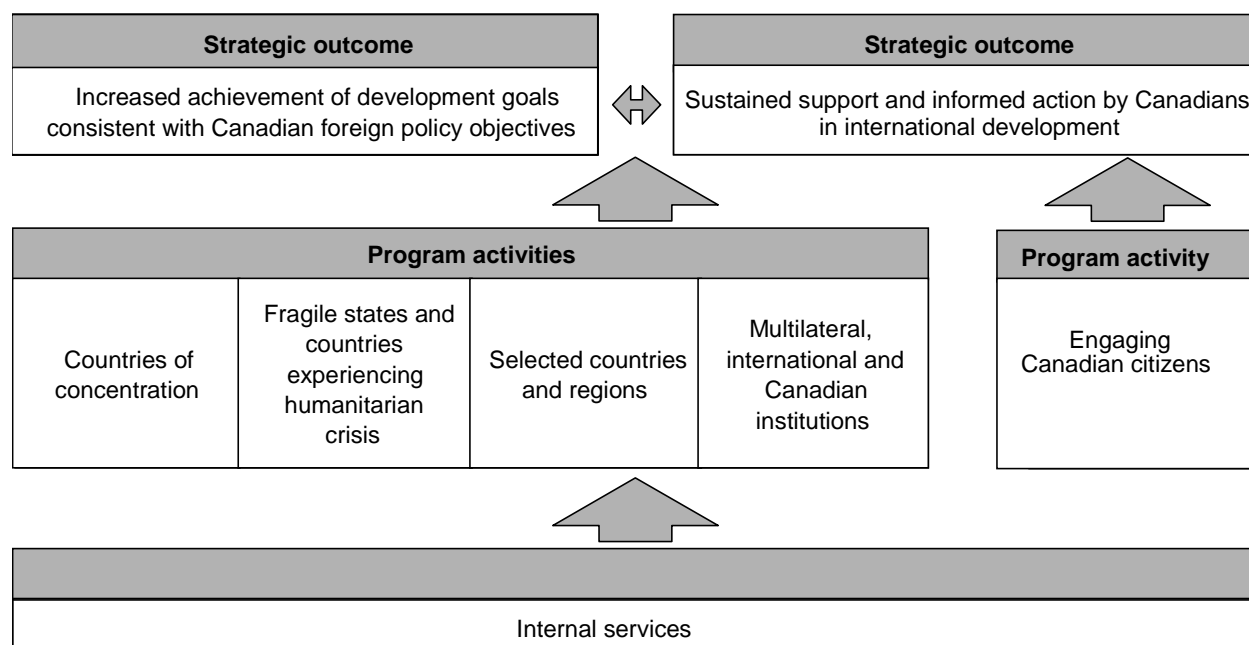 Strategic outcome
Increased achievement of development goals
consistent with Canadian foreign policy objectives
Strategic outcome
Sustained support and informed action by Canadians
in international development
Program activities
Countries of
concentration
Fragile states and
countries
experiencing
humanitarian
crisis
Selected countries
and regions
Multilateral,
international and
Canadian
institutions
Program activity
Engaging
Canadian citizens
Internal services